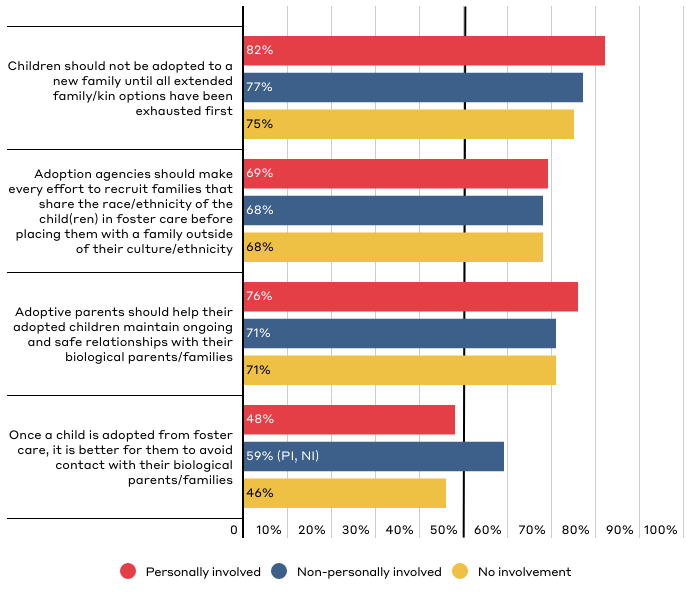 Children should not be adopted to a
new family until all extended
family/kin options have been
exhausted first
82%
77%
75%
Adoption agencies should make
every effort to recruit families that
share the race/ethnicity of the
child(ren) in foster care before
placing them with a family outside
of their culture/ethnicity
69%
68%
68%
Adoptive parents should help their
adopted children maintain ongoing
and safe relationships with their
biological parents/families
76%
71%
71%
Once a child is adopted from foster
care, it is better for them to avoid
contact with their biological
parents/families
48%
59% (PI, NI)
46%
0 10% 20% 30% 40% 50% 60% 70% 80% 90% 100%
Personally involved Non-personally involved No involvement